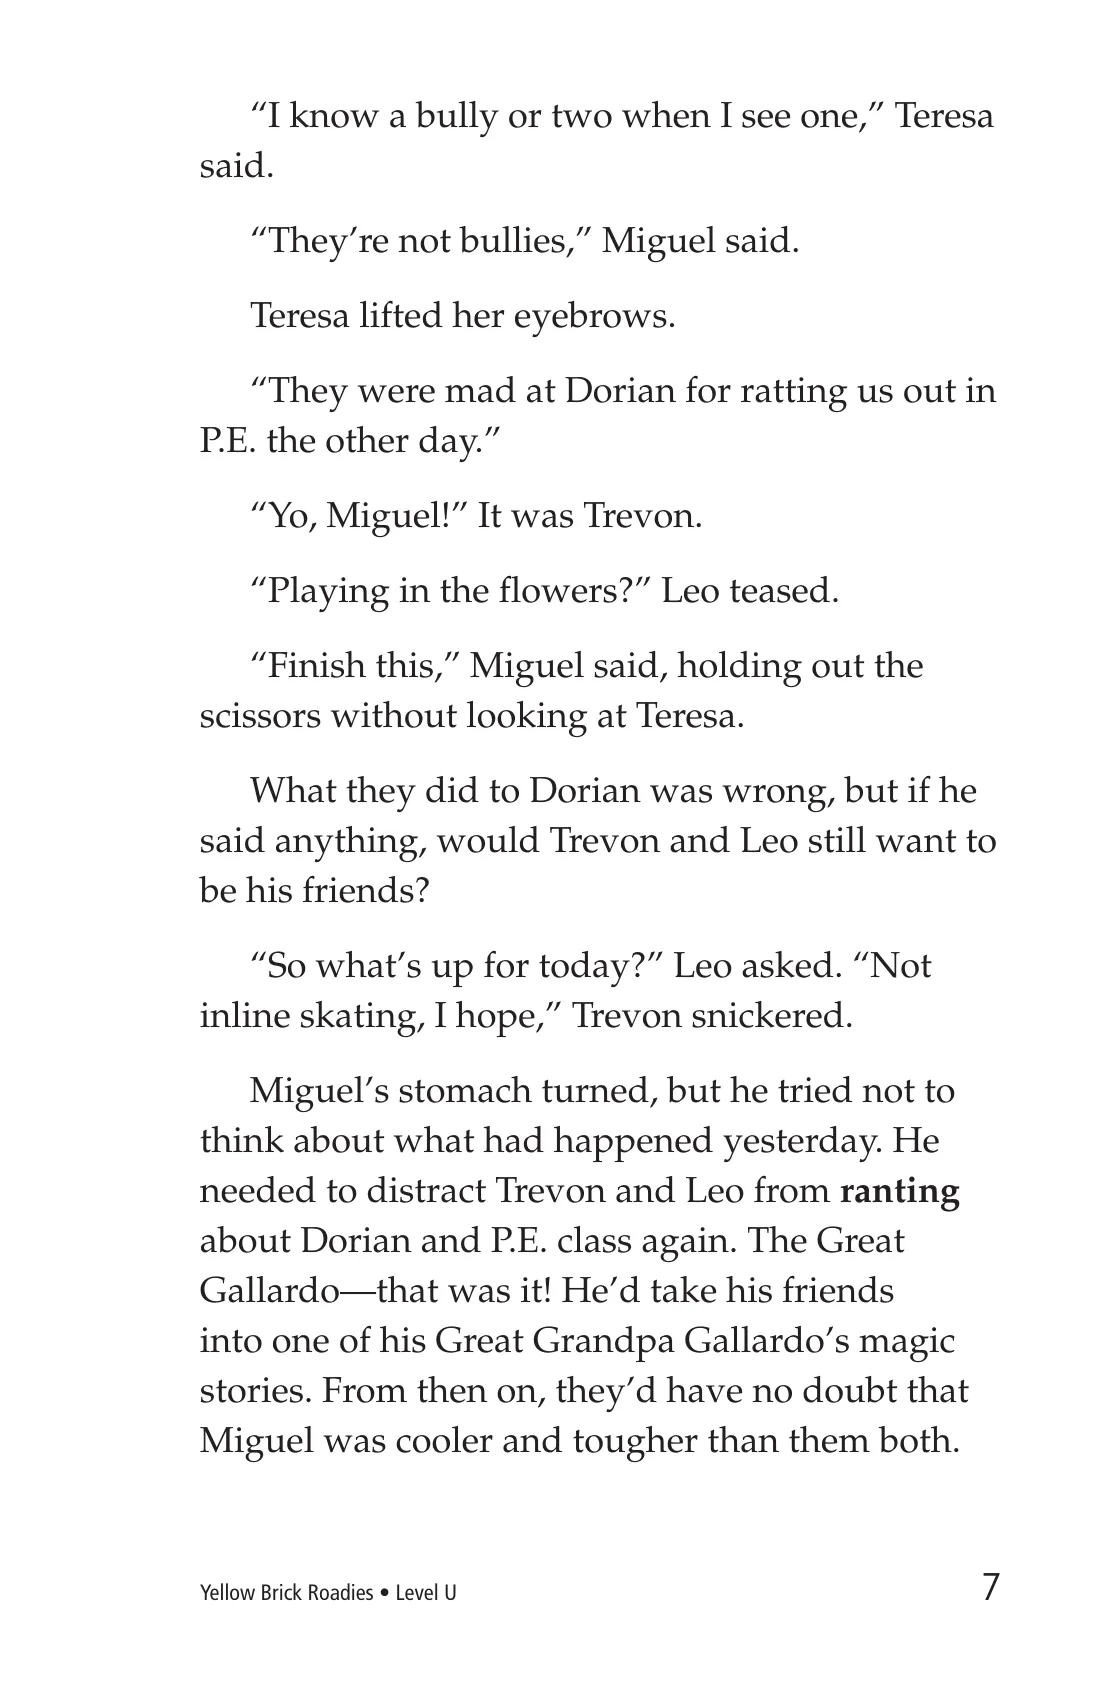 “I know a bully or two when I see one,” Teresa
said.
“They’re not bullies,” Miguel said.
Teresa lifted her eyebrows.
“They were mad at Dorian for ratting us out in
P.E. the other day.”
“Yo, Miguel!” It was Trevon.
“Playing in the flowers?” Leo teased.
“Finish this,” Miguel said, holding out the
scissors without looking at Teresa.
What they did to Dorian was wrong, but if he
said anything, would Trevon and Leo still want to
be his friends?
“So what’s up for today?” Leo asked. “Not
inline skating, I hope,” Trevon snickered.
Miguel’s stomach turned, but he tried not to
think about what had happened yesterday. He
needed to distract Trevon and Leo from ranting
about Dorian and P.E. class again. The Great
Gallardo—that was it! He’d take his friends
into one of his Great Grandpa Gallardo’s magic
stories. From then on, they’d have no doubt that
Miguel was cooler and tougher than them both.
Yellow Brick Roadies • Level U
7